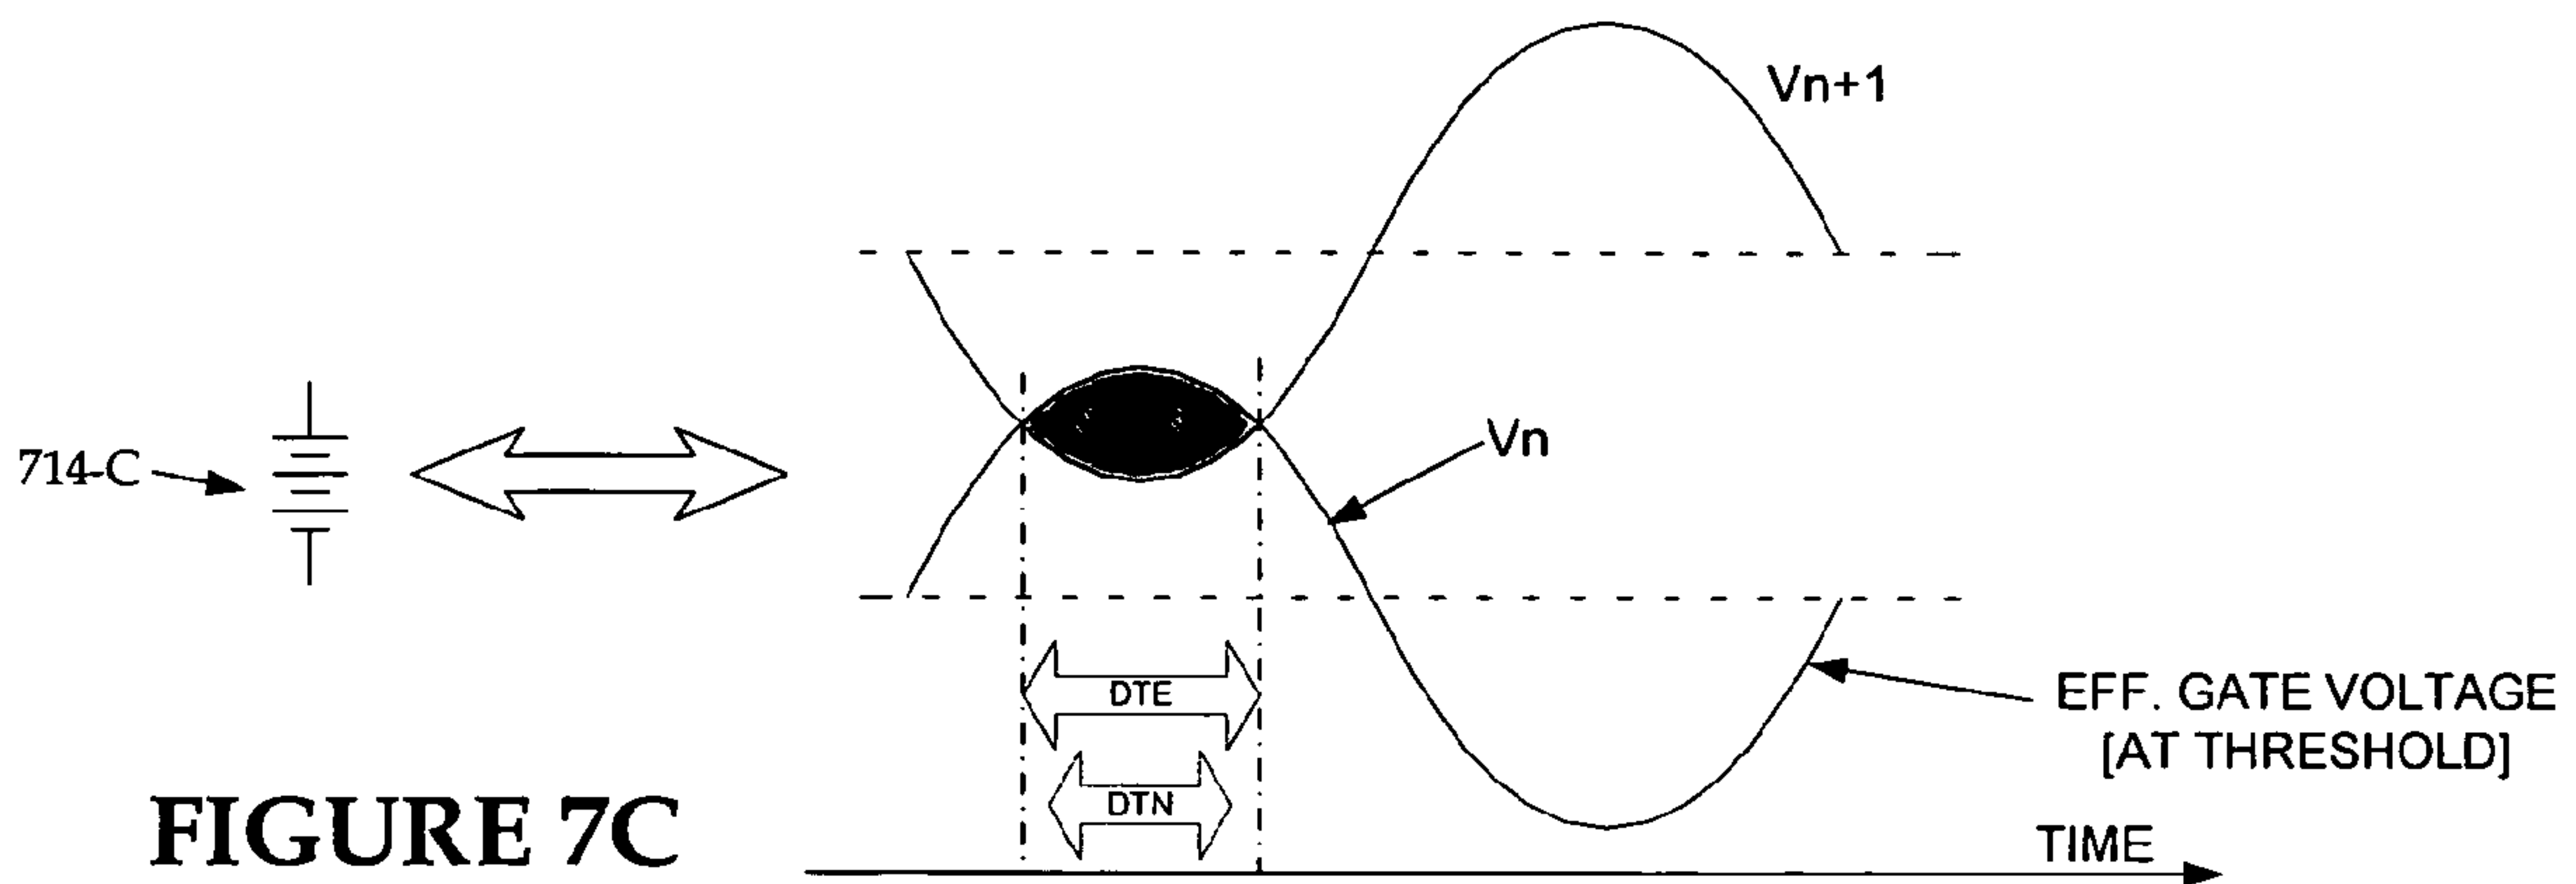 Vn+1
Vn
714-C
DTE
EFF. GATE VOLTAGE
[AT THRESHOLD]
DTN
FIGURE 7C
TIME